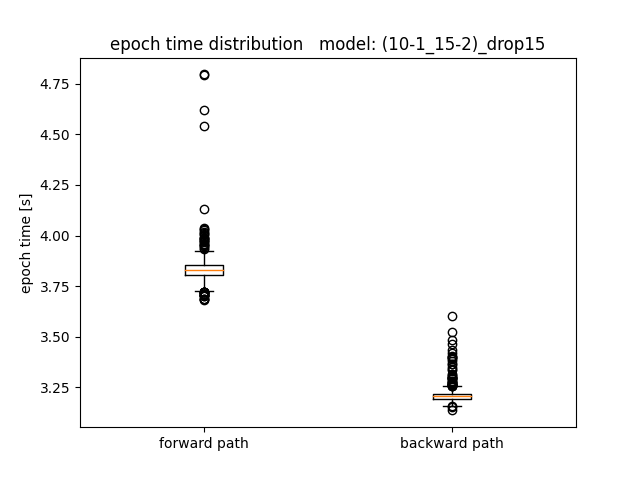 epoch time distribution   model: (10-1_15-2)_drop15
4.75
4.50
4.25
4.00
3.75
3.50
3.25
epoch time [s]
forward path
backward path